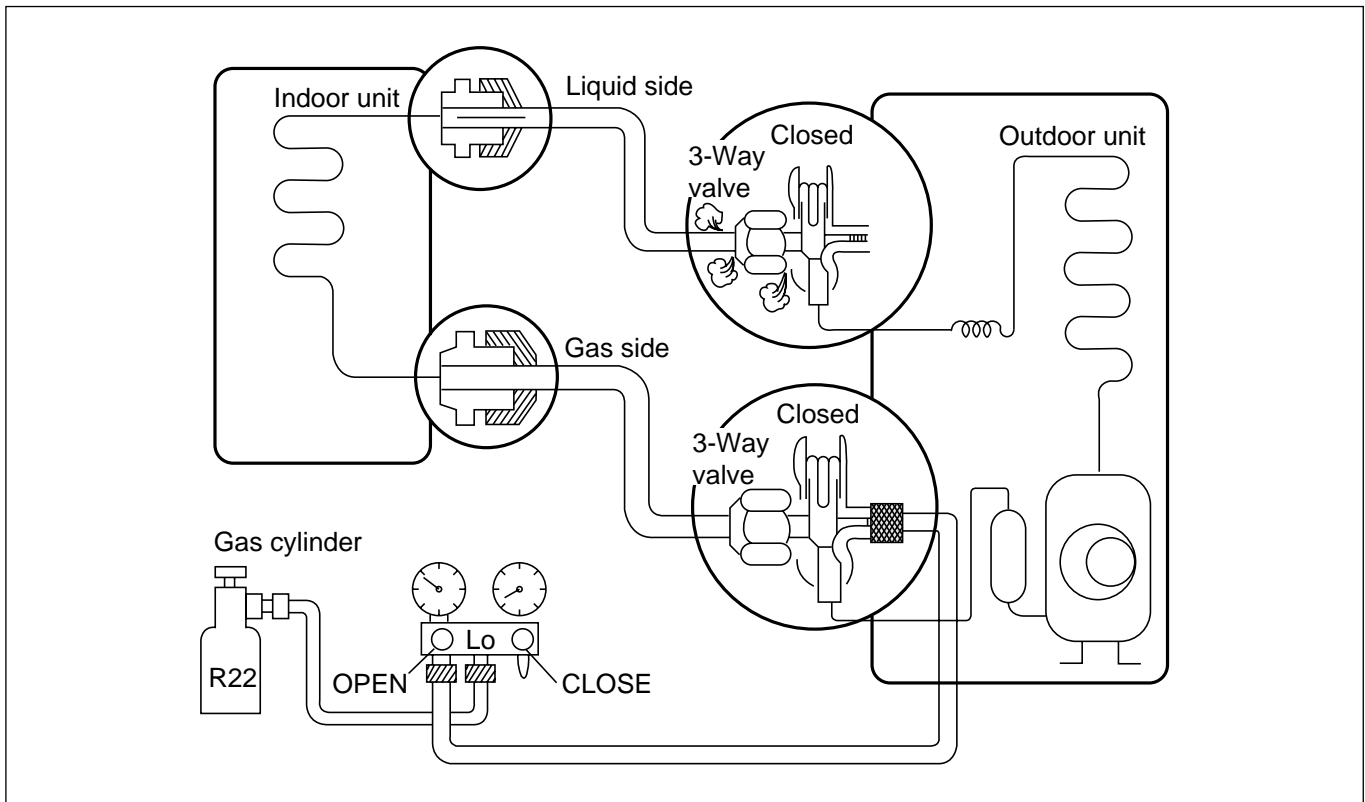 Indoor unit
Liquid side
Closed
3-Way
valve
Outdoor unit
Gas side
Closed
3-Way
valve
Gas cylinder
R22
Lo
OPEN
CLOSE